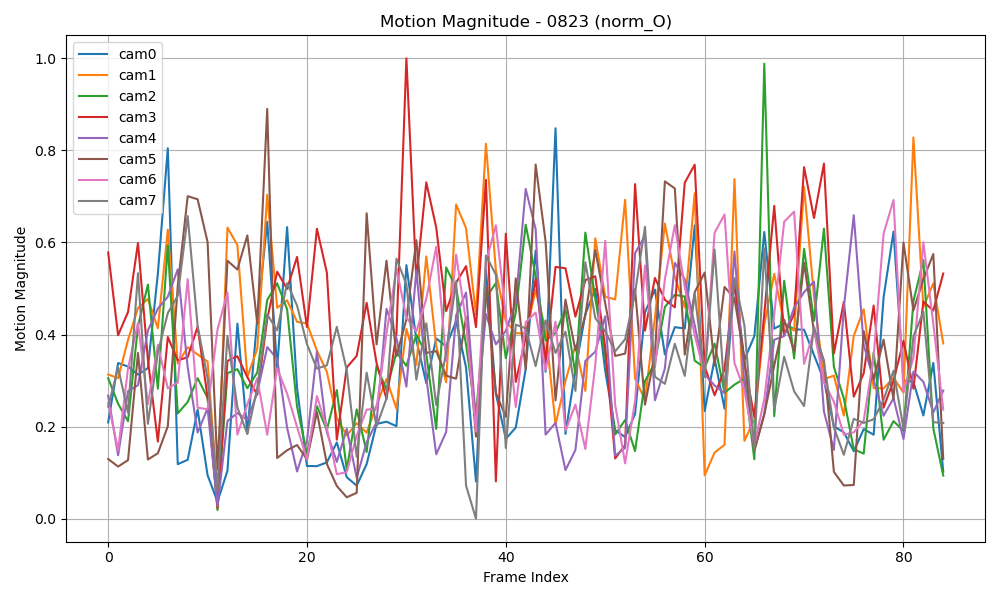 Motion Magnitude - 0823 (norm_O)
cam0
cam1
cam2
cam3
cam4
cam5
cam6
cam7
1.0
0.8
0.6
0.4
0.2
0.0
Motion Magnitude
0 20 40 60 80
Frame Index